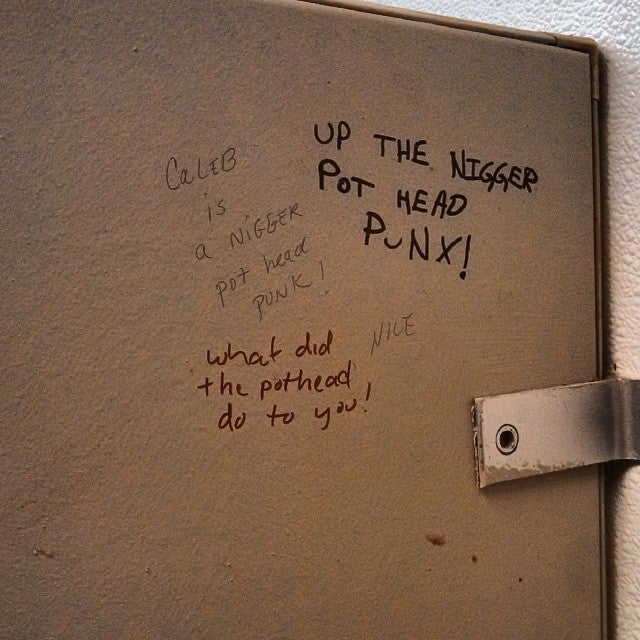 CaLEB
is
a NIGGER
pot head
PUNK!
UP THE NIGGER
POT HEAD
PUNX!
NICE
what did
the pothead
do to you!